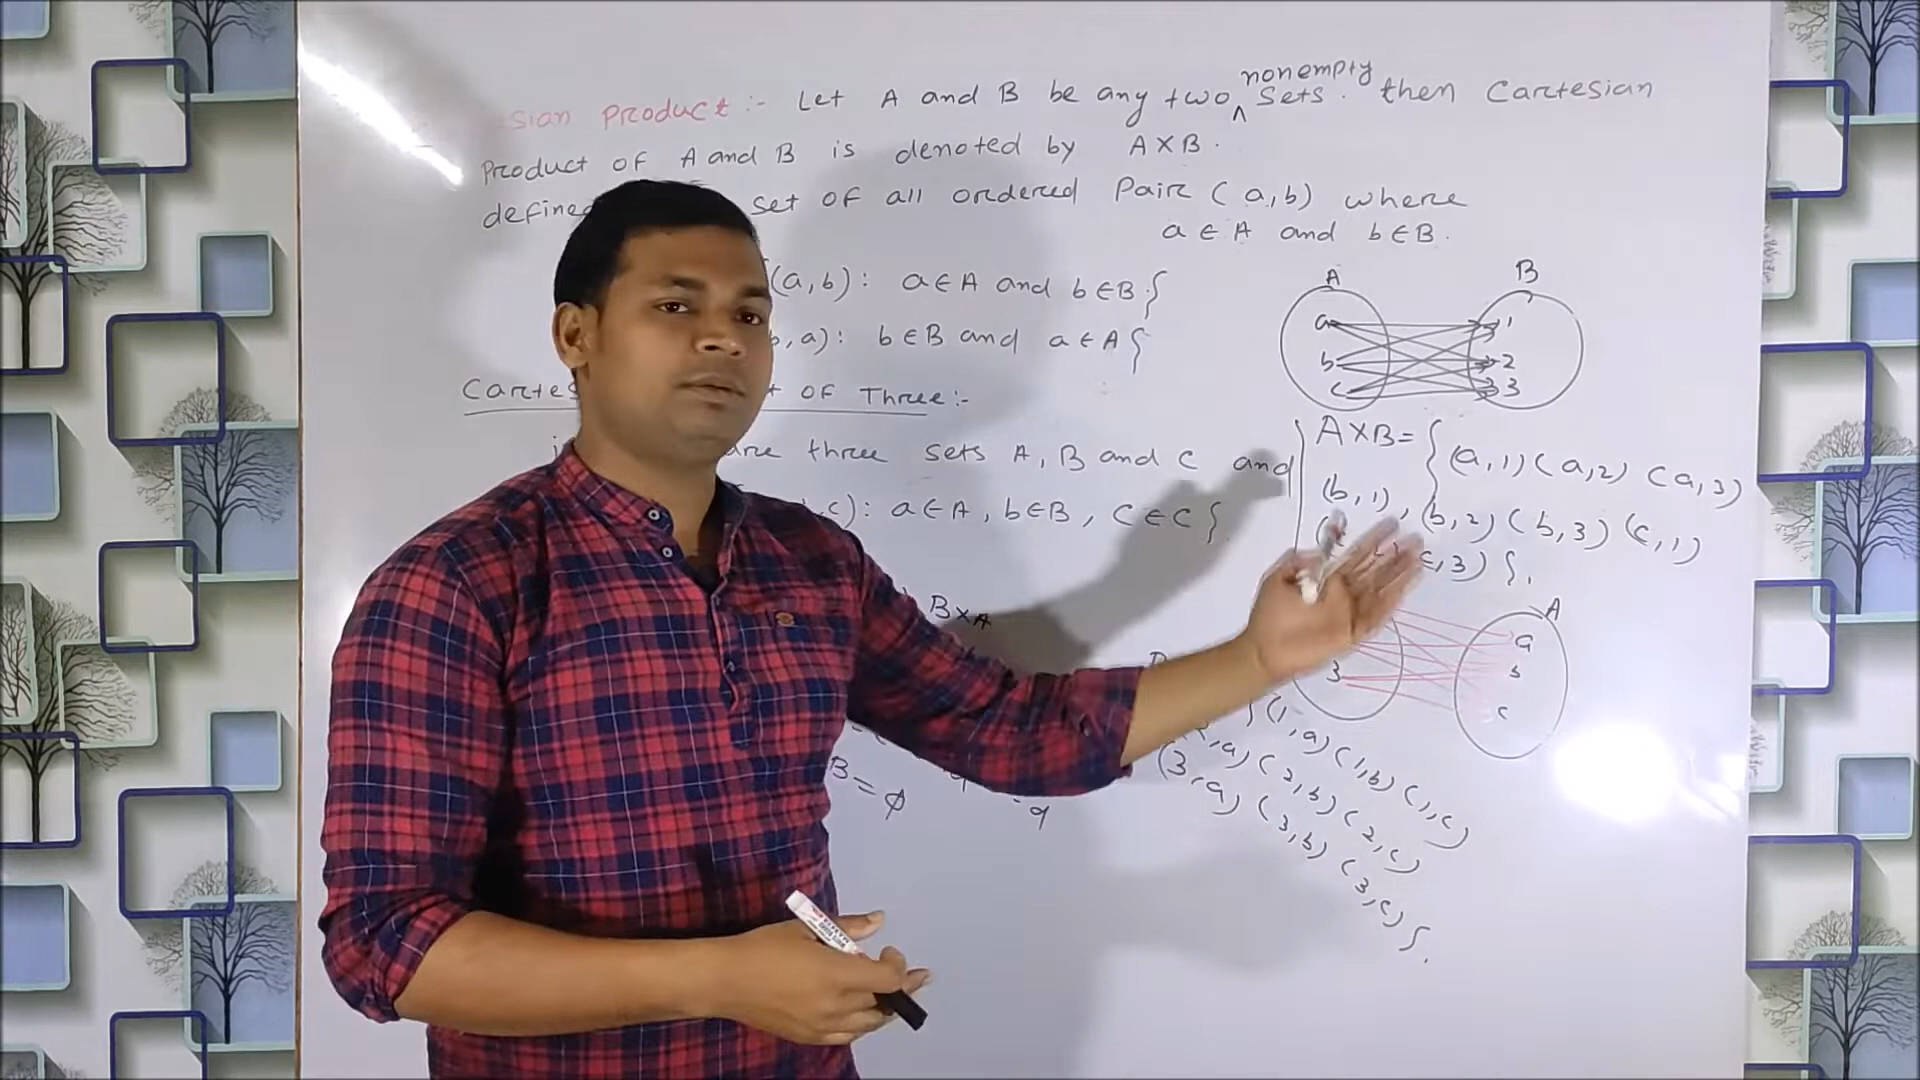 sian Product :- Let A and B be any two ^ nonempty sets. then Cartesian
Product of A and B is denoted by A×B.
define set of all ordered Pair (a,b) where
a ∈ A and b ∈ B.
(a,b): a ∈ A and b ∈ B}
b,a): b ∈ B and a ∈ A}
Cartes t of Three:-
are three sets A, B and C and
c): a ∈ A, b ∈ B, C ∈ C}.
B×A
B = ϕ
A B
a 1
b 2
c 3
A×B = {(a,1) (a,2) (a,3)
(b,1), (b,2) (b,3) (c,1)
c,3)}.
A
a
3 b
c
{(1,a) (1,b) (1,c)
,a) (2,b) (2,c)
(3,a) (3,b) (3,c)}.